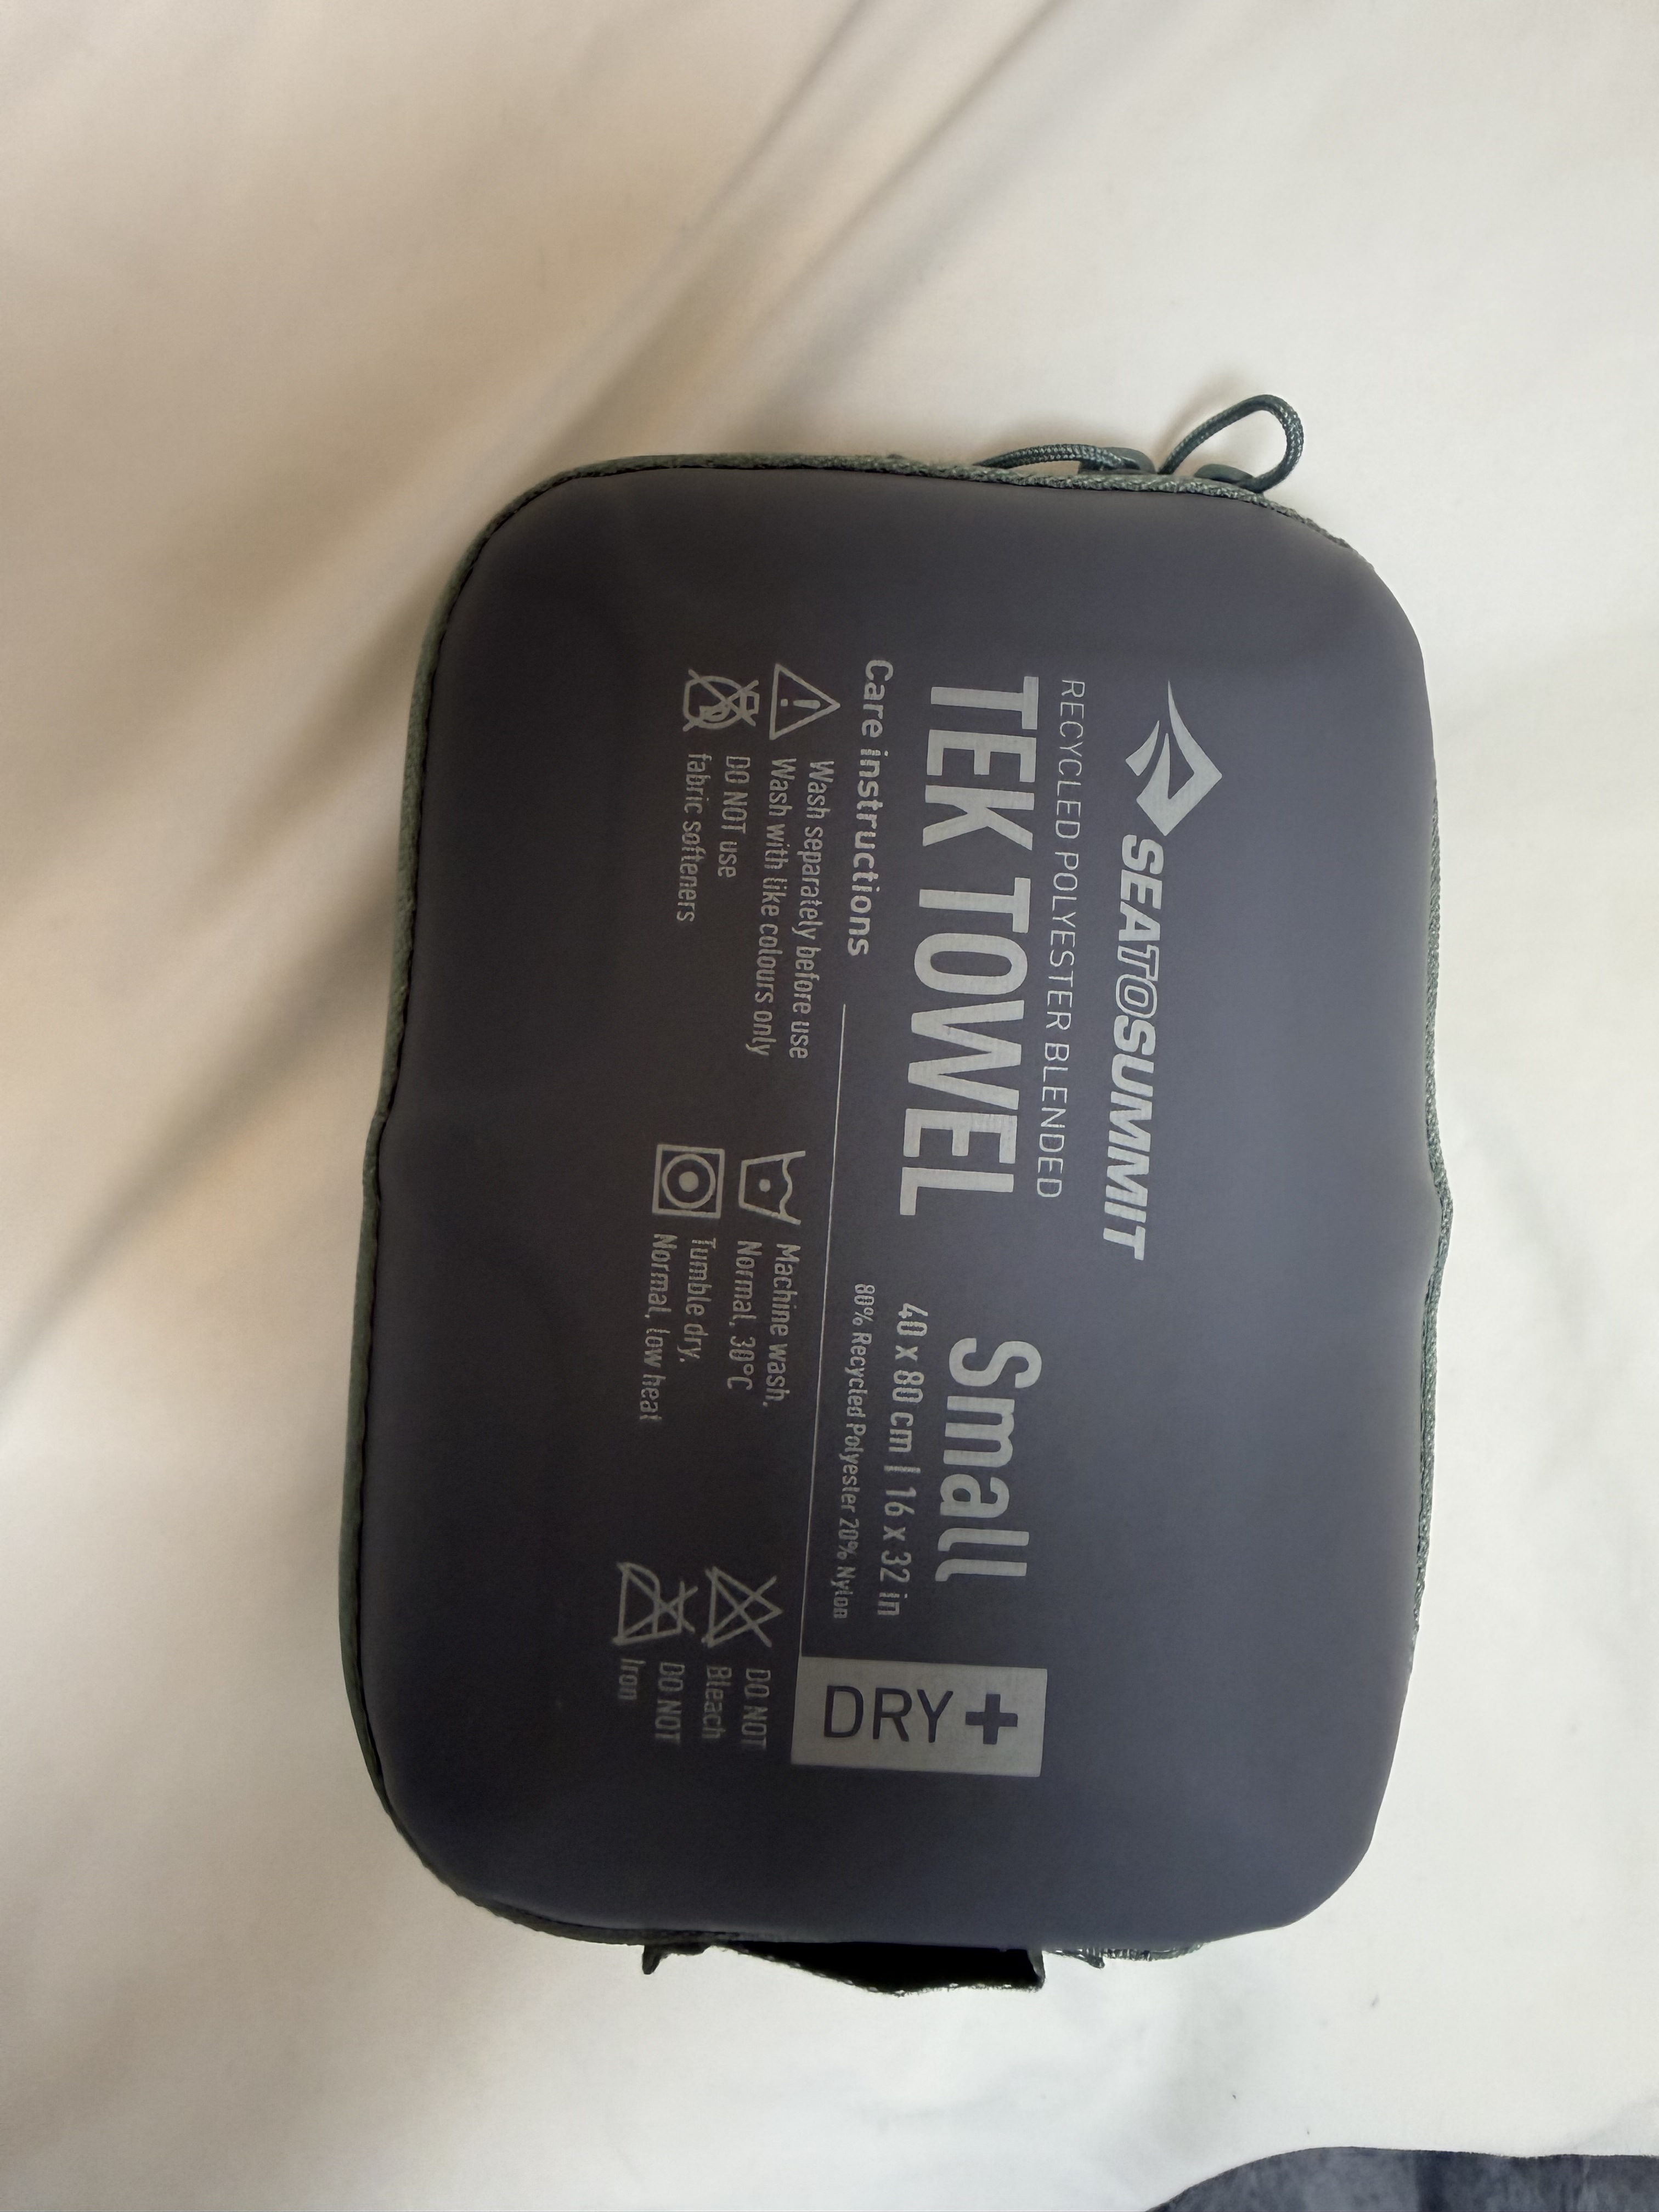 SEATOSUMMIT
RECYCLED POLYESTER BLENDED
TEK TOWEL
Small
40 x 80 cm | 16 x 32 in
80% Recycled Polyester 20% Nylon
DRY+
Care instructions
Wash separately before use
Wash with like colours only
DO NOT use
fabric softeners
Machine wash,
Normal, 30°C
Tumble dry,
Normal, low heat
DO NOT
Bleach
DO NOT
Iron